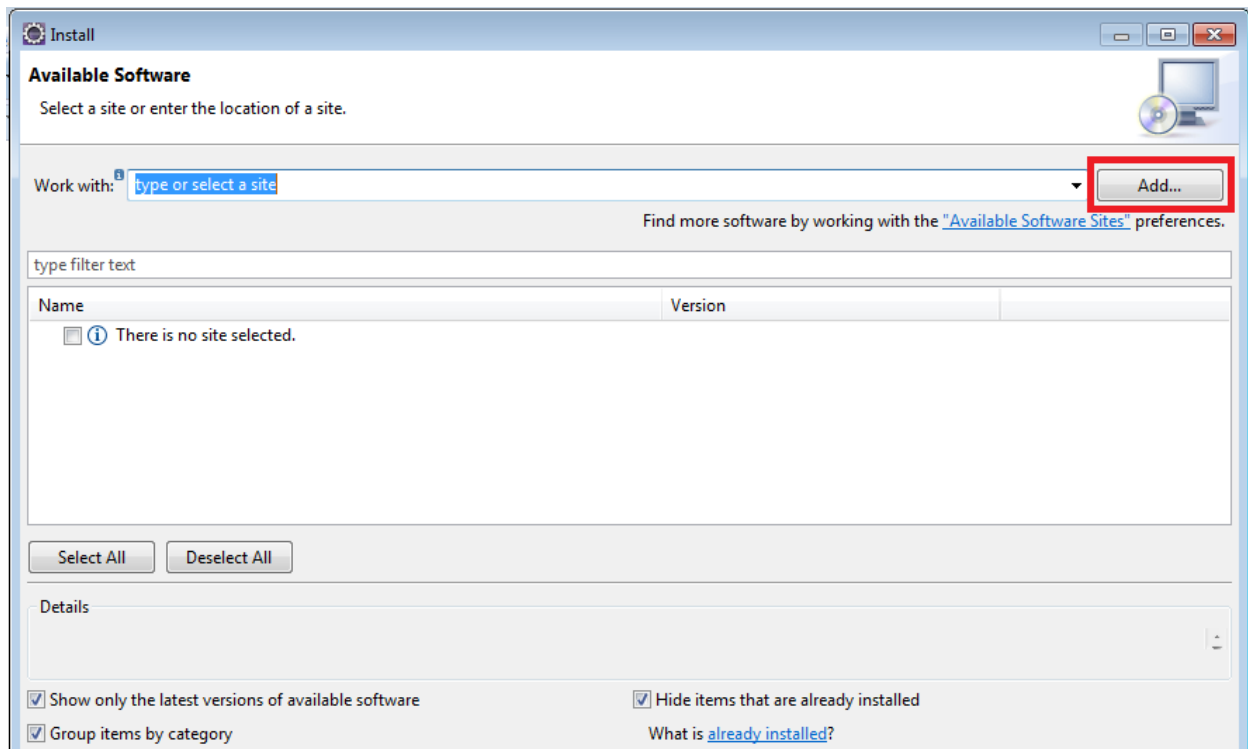 Install
Available Software
Select a site or enter the location of a site.
Work with: type or select a site Add...
Find more software by working with the "Available Software Sites" preferences.
type filter text
Name Version
There is no site selected.
Select All Deselect All
Details
Show only the latest versions of available software Hide items that are already installed
Group items by category What is already installed?